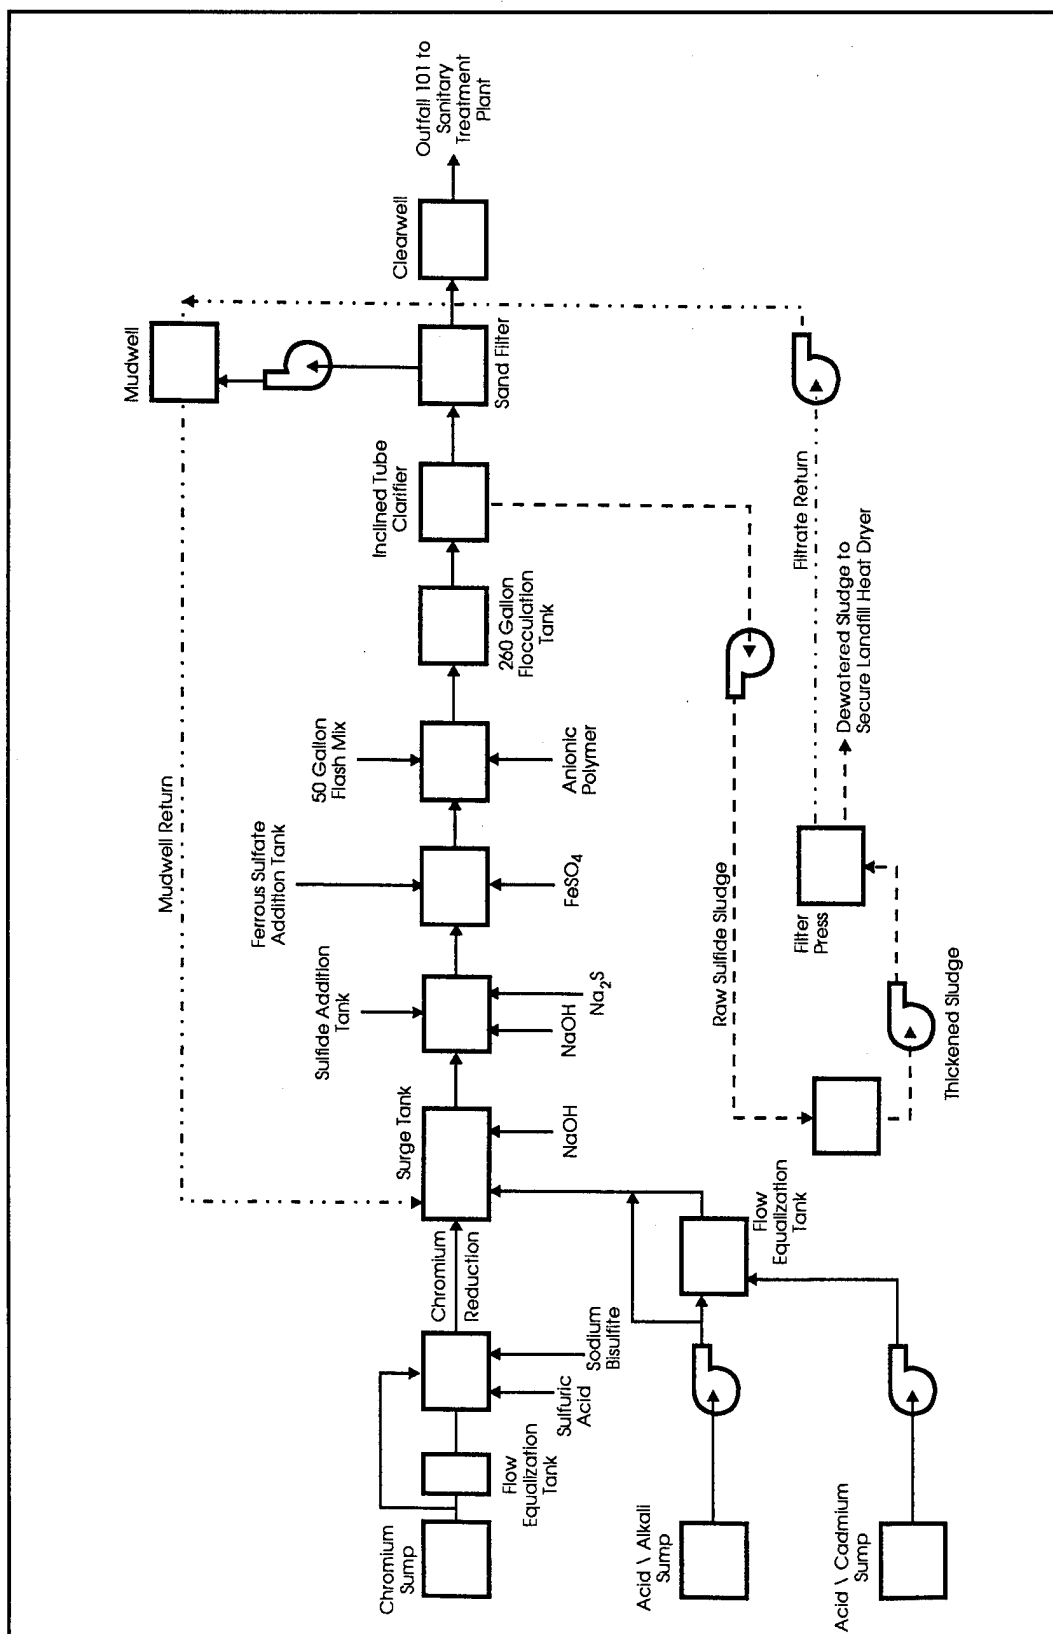 Outfall 101 to
Sanitary
Treatment
Plant
Clearwell
Mudwell
Sand Filter
Inclined Tube
Clarifier
260 Gallon
Flocculation
Tank
50 Gallon
Flash Mix
Anionic
Polymer
Ferrous Sulfate
Addition Tank
FeSO4
Sulfide Addition
Tank
NaOH
Na2S
Surge Tank
NaOH
Mudwell Return
Chromium
Reduction
Sodium
Bisulfite
Sulfuric
Acid
Flow
Equalization
Tank
Chromium
Sump
Flow
Equalization
Tank
Acid \ Alkali
Sump
Acid \ Cadmium
Sump
Raw Sulfide Sludge
Thickened Sludge
Filter
Press
Dewatered Sludge to
Secure Landfill Heat Dryer
Filtrate Return